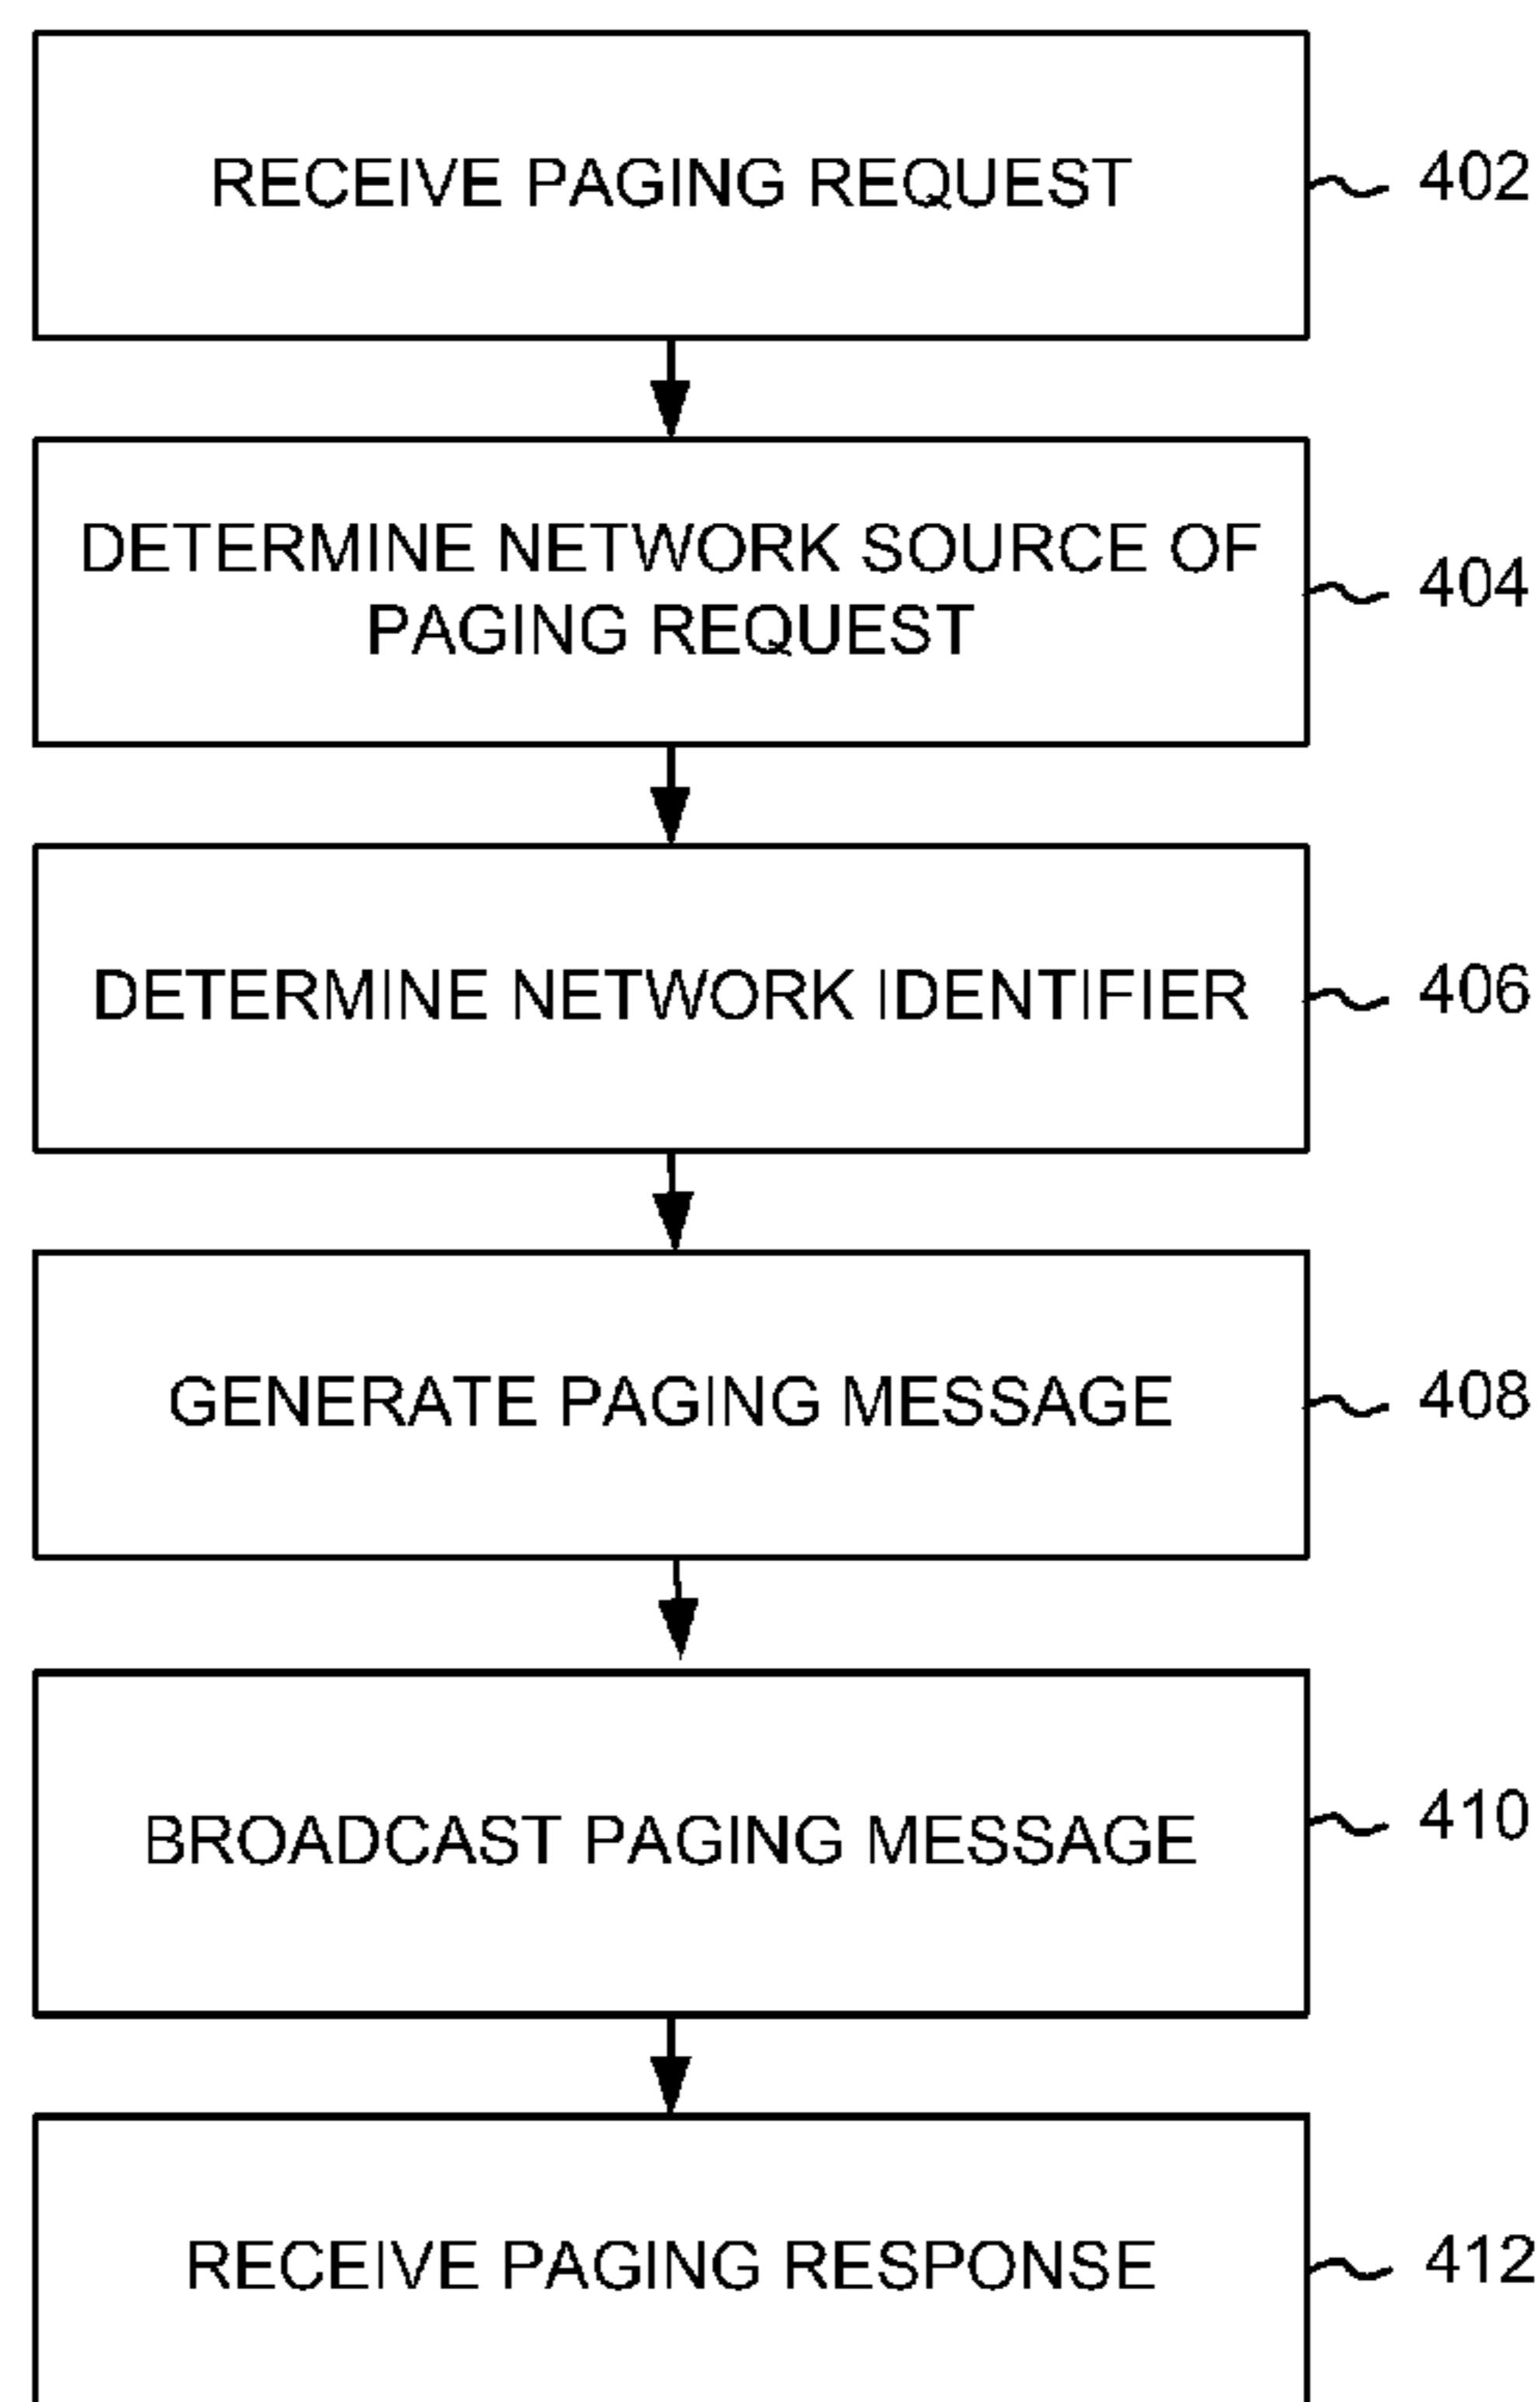 RECEIVE PAGING REQUEST
402
DETERMINE NETWORK SOURCE OF
PAGING REQUEST
404
DETERMINE NETWORK IDENTIFIER
406
GENERATE PAGING MESSAGE
408
BROADCAST PAGING MESSAGE
410
RECEIVE PAGING RESPONSE
412